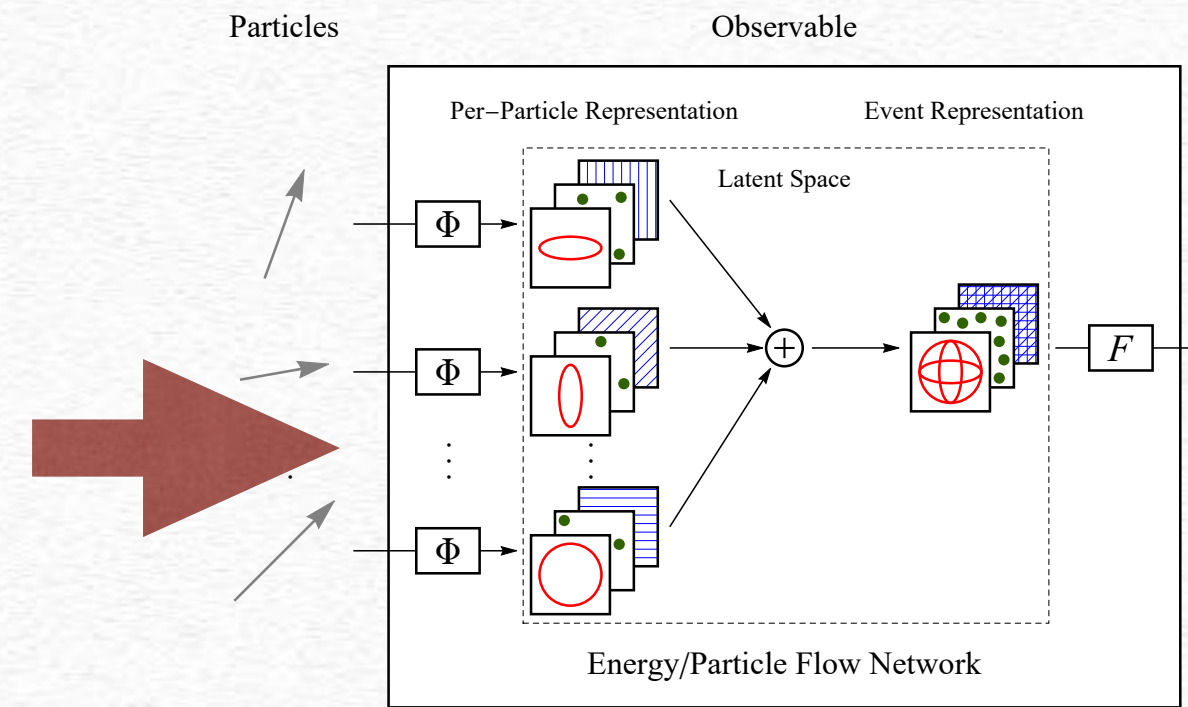 Particles
Observable
Per–Particle Representation
Event Representation
Latent Space
Φ
Φ
F
Φ
Energy/Particle Flow Network